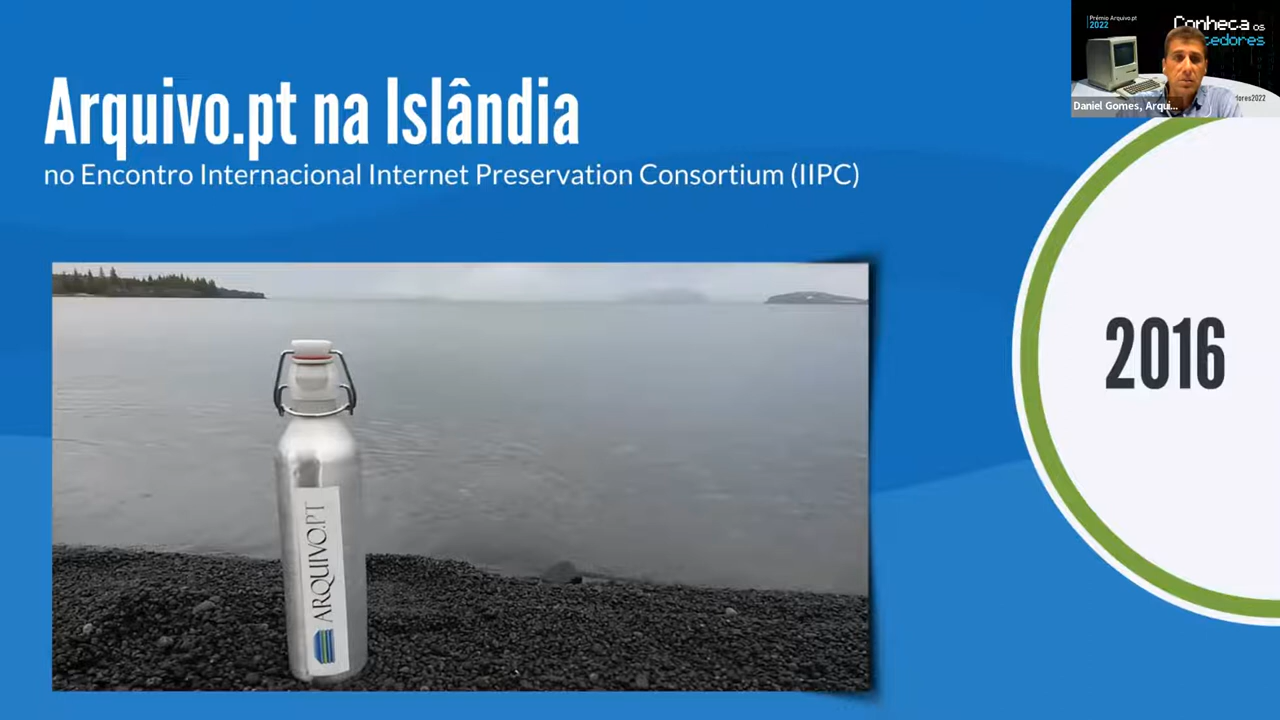 Arquivo.pt na Islândia
no Encontro Internacional Internet Preservation Consortium (IIPC)
2016
ARQUIVO.PT
Prémio Arquivo.pt
2022
Conheca os
Daniel Gomes, Arqui...